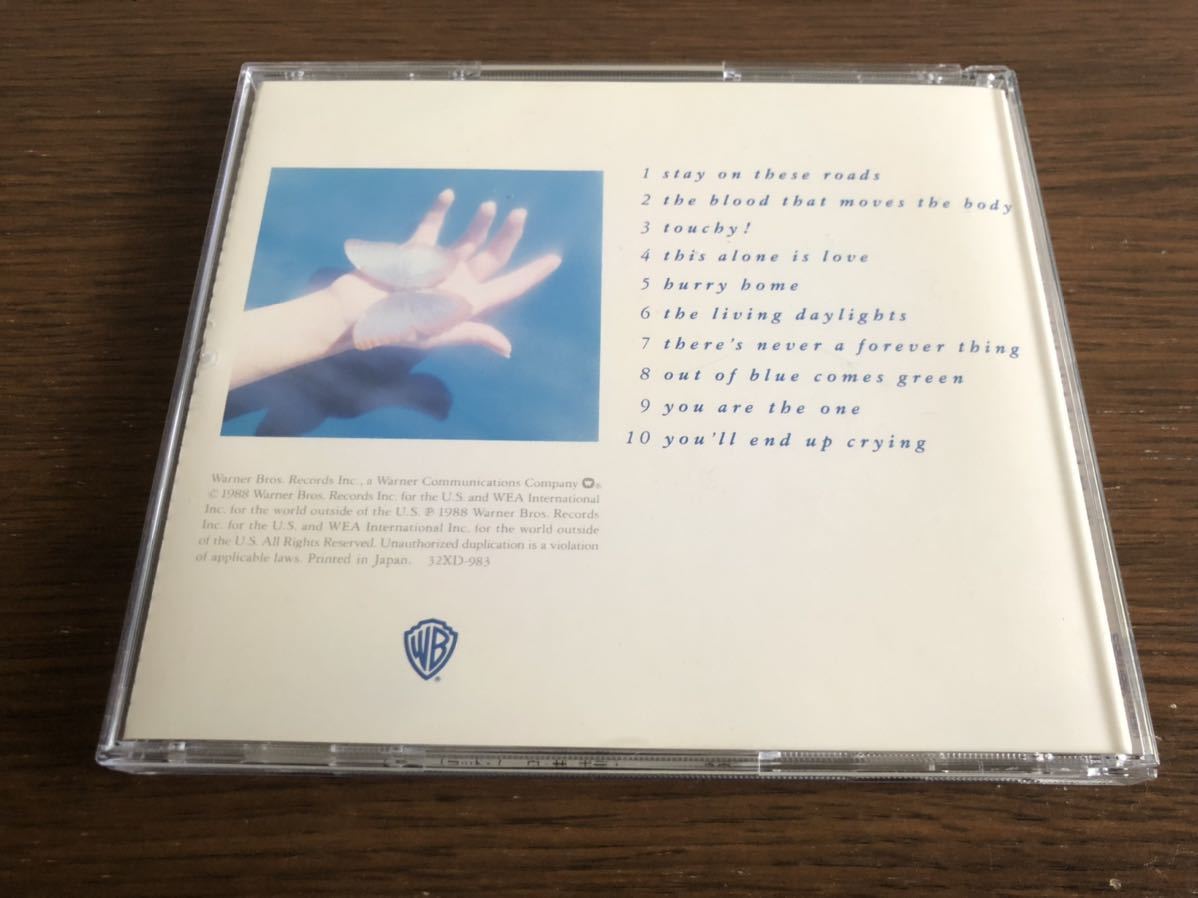 1 stay on these roads
2 the blood that moves the body
3 touchy!
4 this alone is love
5 hurry home
6 the living daylights
7 there's never a forever thing
8 out of blue comes green
9 you are the one
10 you'll end up crying
Warner Bros. Records Inc., a Warner Communications Company W®.
© 1988 Warner Bros. Records Inc. for the U.S. and WEA International
Inc. for the world outside of the U.S. ℗ 1988 Warner Bros. Records
Inc. for the U.S. and WEA International Inc. for the world outside
of the U.S. All Rights Reserved. Unauthorized duplication is a violation
of applicable laws. Printed in Japan. 32XD-983
WB®